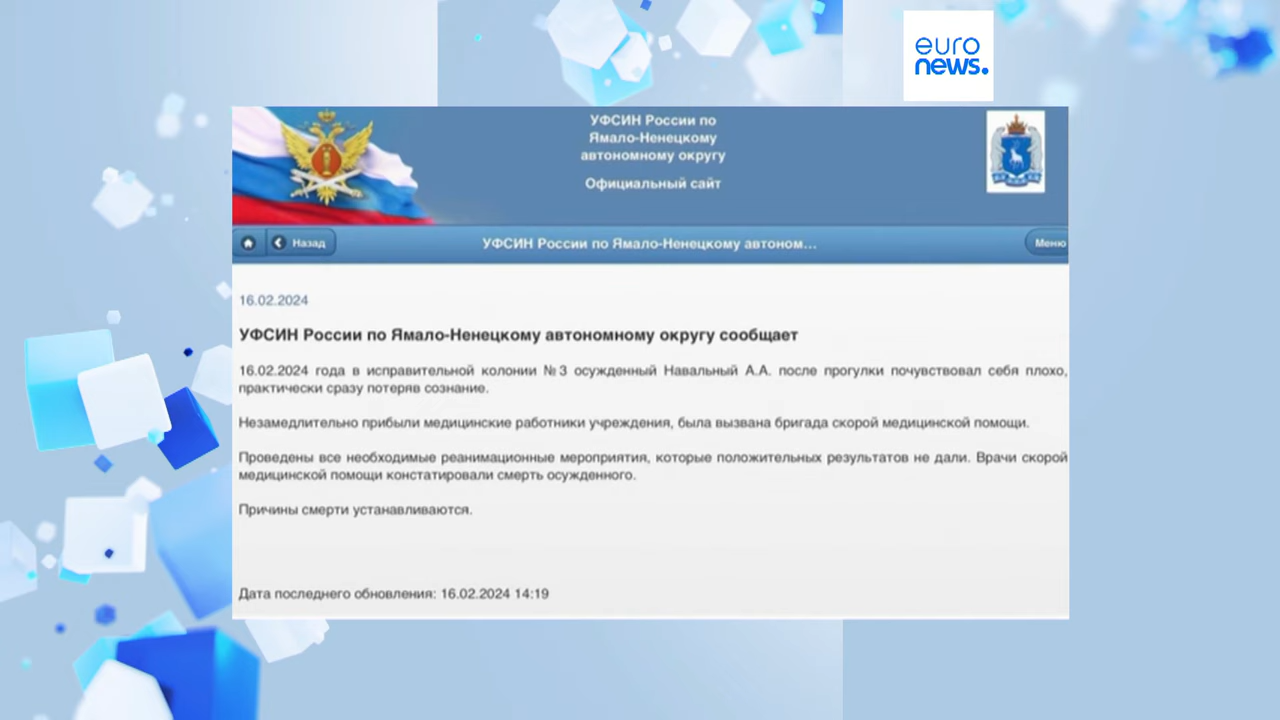 euro
news.
УФСИН России по
Ямало-Ненецкому
автономному округу
Официальный сайт
Назад
УФСИН России по Ямало-Ненецкому автоном...
Меню
16.02.2024
УФСИН России по Ямало-Ненецкому автономному округу сообщает
16.02.2024 года в исправительной колонии №3 осужденный Навальный А.А. после прогулки почувствовал себя плохо,
практически сразу потеряв сознание.
Незамедлительно прибыли медицинские работники учреждения, была вызвана бригада скорой медицинской помощи.
Проведены все необходимые реанимационные мероприятия, которые положительных результатов не дали. Врачи скорой
медицинской помощи констатировали смерть осужденного.
Причины смерти устанавливаются.
Дата последнего обновления: 16.02.2024 14:19